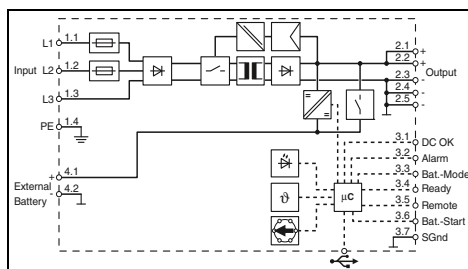 L1 1.1
Input L2 1.2
L3 1.3
PE 1.4
+ 4.1
External
Battery - 4.2
2.1 +
2.2 +
2.3 -
Output
2.4 -
2.5 -
3.1 DC OK
3.2 Alarm
3.3 Bat.-Mode
3.4 Ready
3.5 Remote
3.6 Bat.-Start
3.7 SGnd
=
=
ϑ
µC